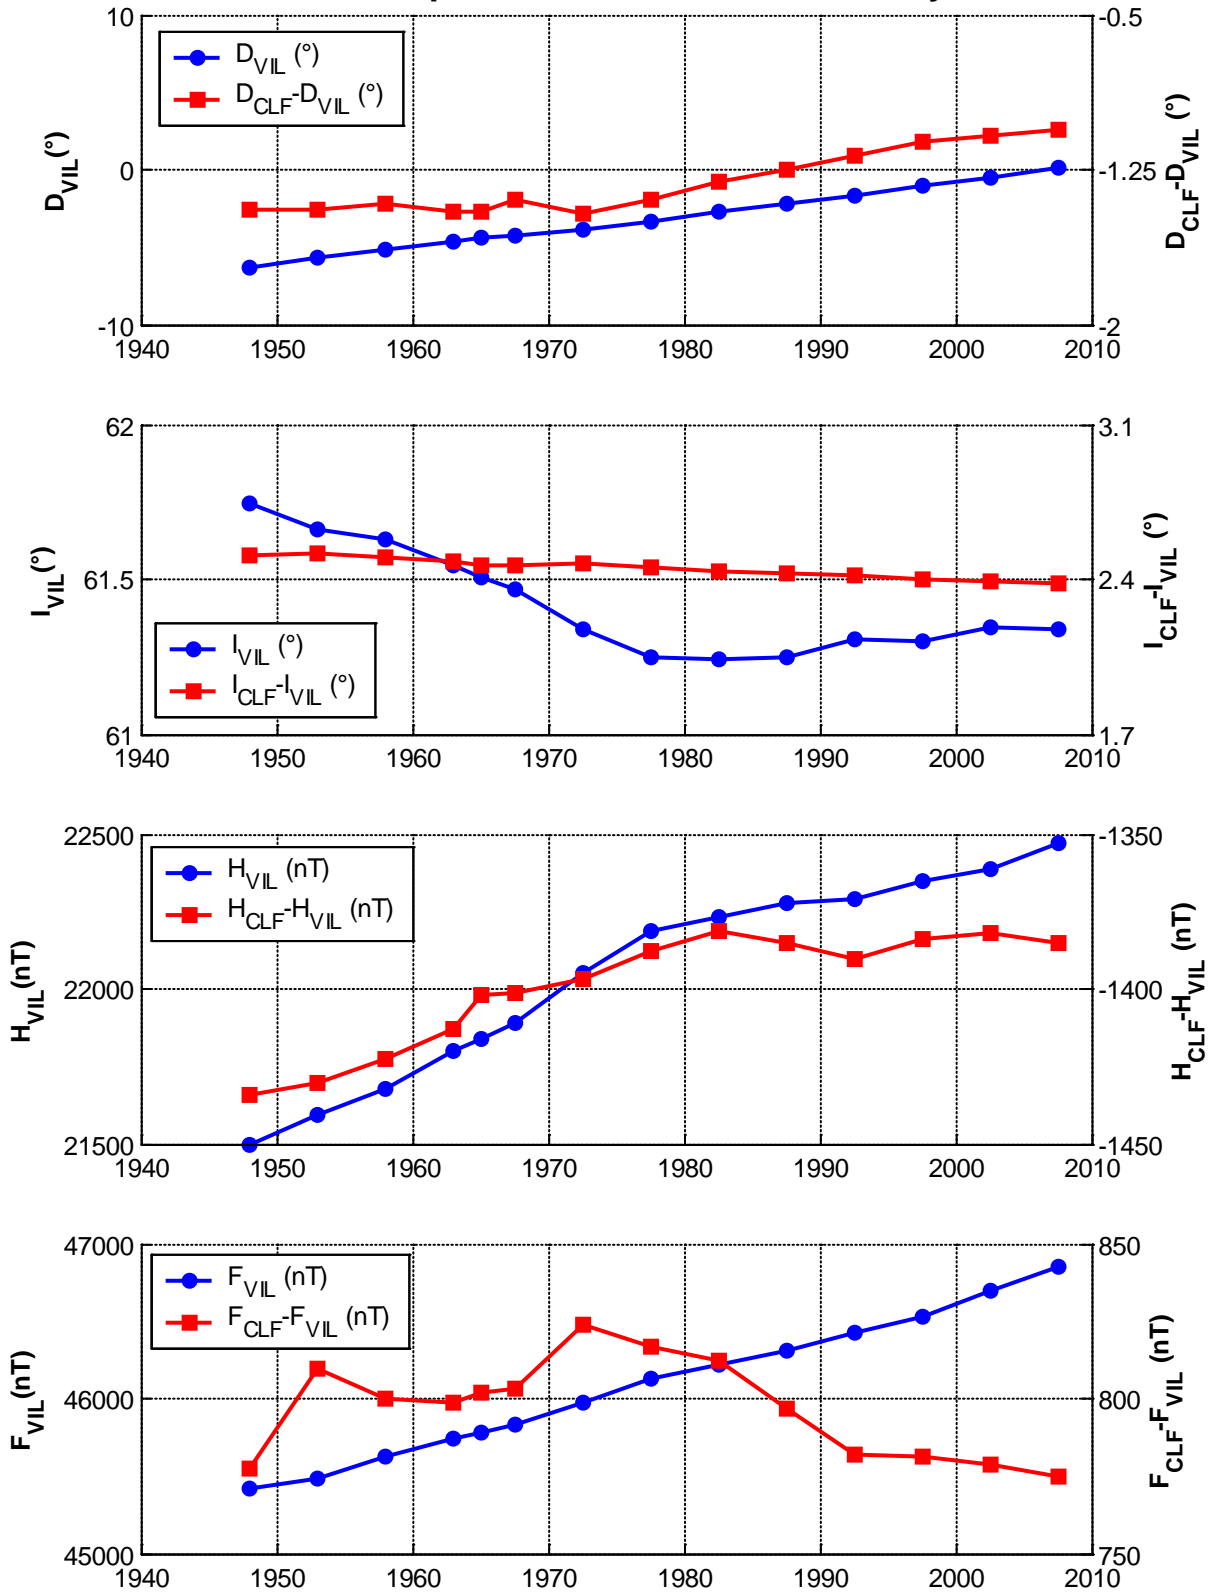 10
-0.5
D_VIL (°)
D_CLF-D_VIL (°)
D_VIL(°)
0
-1.25
D_CLF-D_VIL (°)
-10
-2
1940 1950 1960 1970 1980 1990 2000 2010
62
3.1
I_VIL(°)
61.5
2.4
I_CLF-I_VIL (°)
I_VIL (°)
I_CLF-I_VIL (°)
61
1.7
1940 1950 1960 1970 1980 1990 2000 2010
22500
-1350
H_VIL (nT)
H_CLF-H_VIL (nT)
H_VIL(nT)
22000
-1400
H_CLF-H_VIL (nT)
21500
-1450
1940 1950 1960 1970 1980 1990 2000 2010
47000
850
F_VIL (nT)
F_CLF-F_VIL (nT)
F_VIL(nT)
46000
800
F_CLF-F_VIL (nT)
45000
750
1940 1950 1960 1970 1980 1990 2000 2010